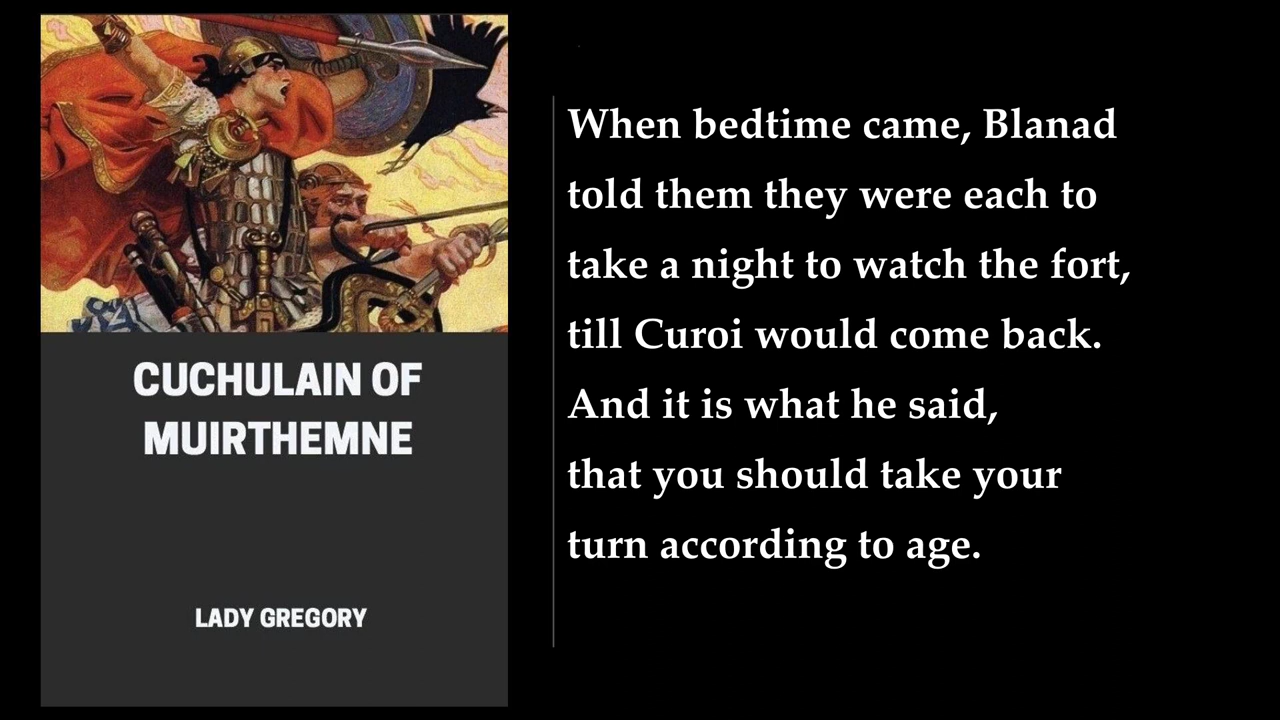 CUCHULAIN OF
MUIRTHEMNE
LADY GREGORY
When bedtime came, Blanad
told them they were each to
take a night to watch the fort,
till Curoi would come back.
And it is what he said,
that you should take your
turn according to age.